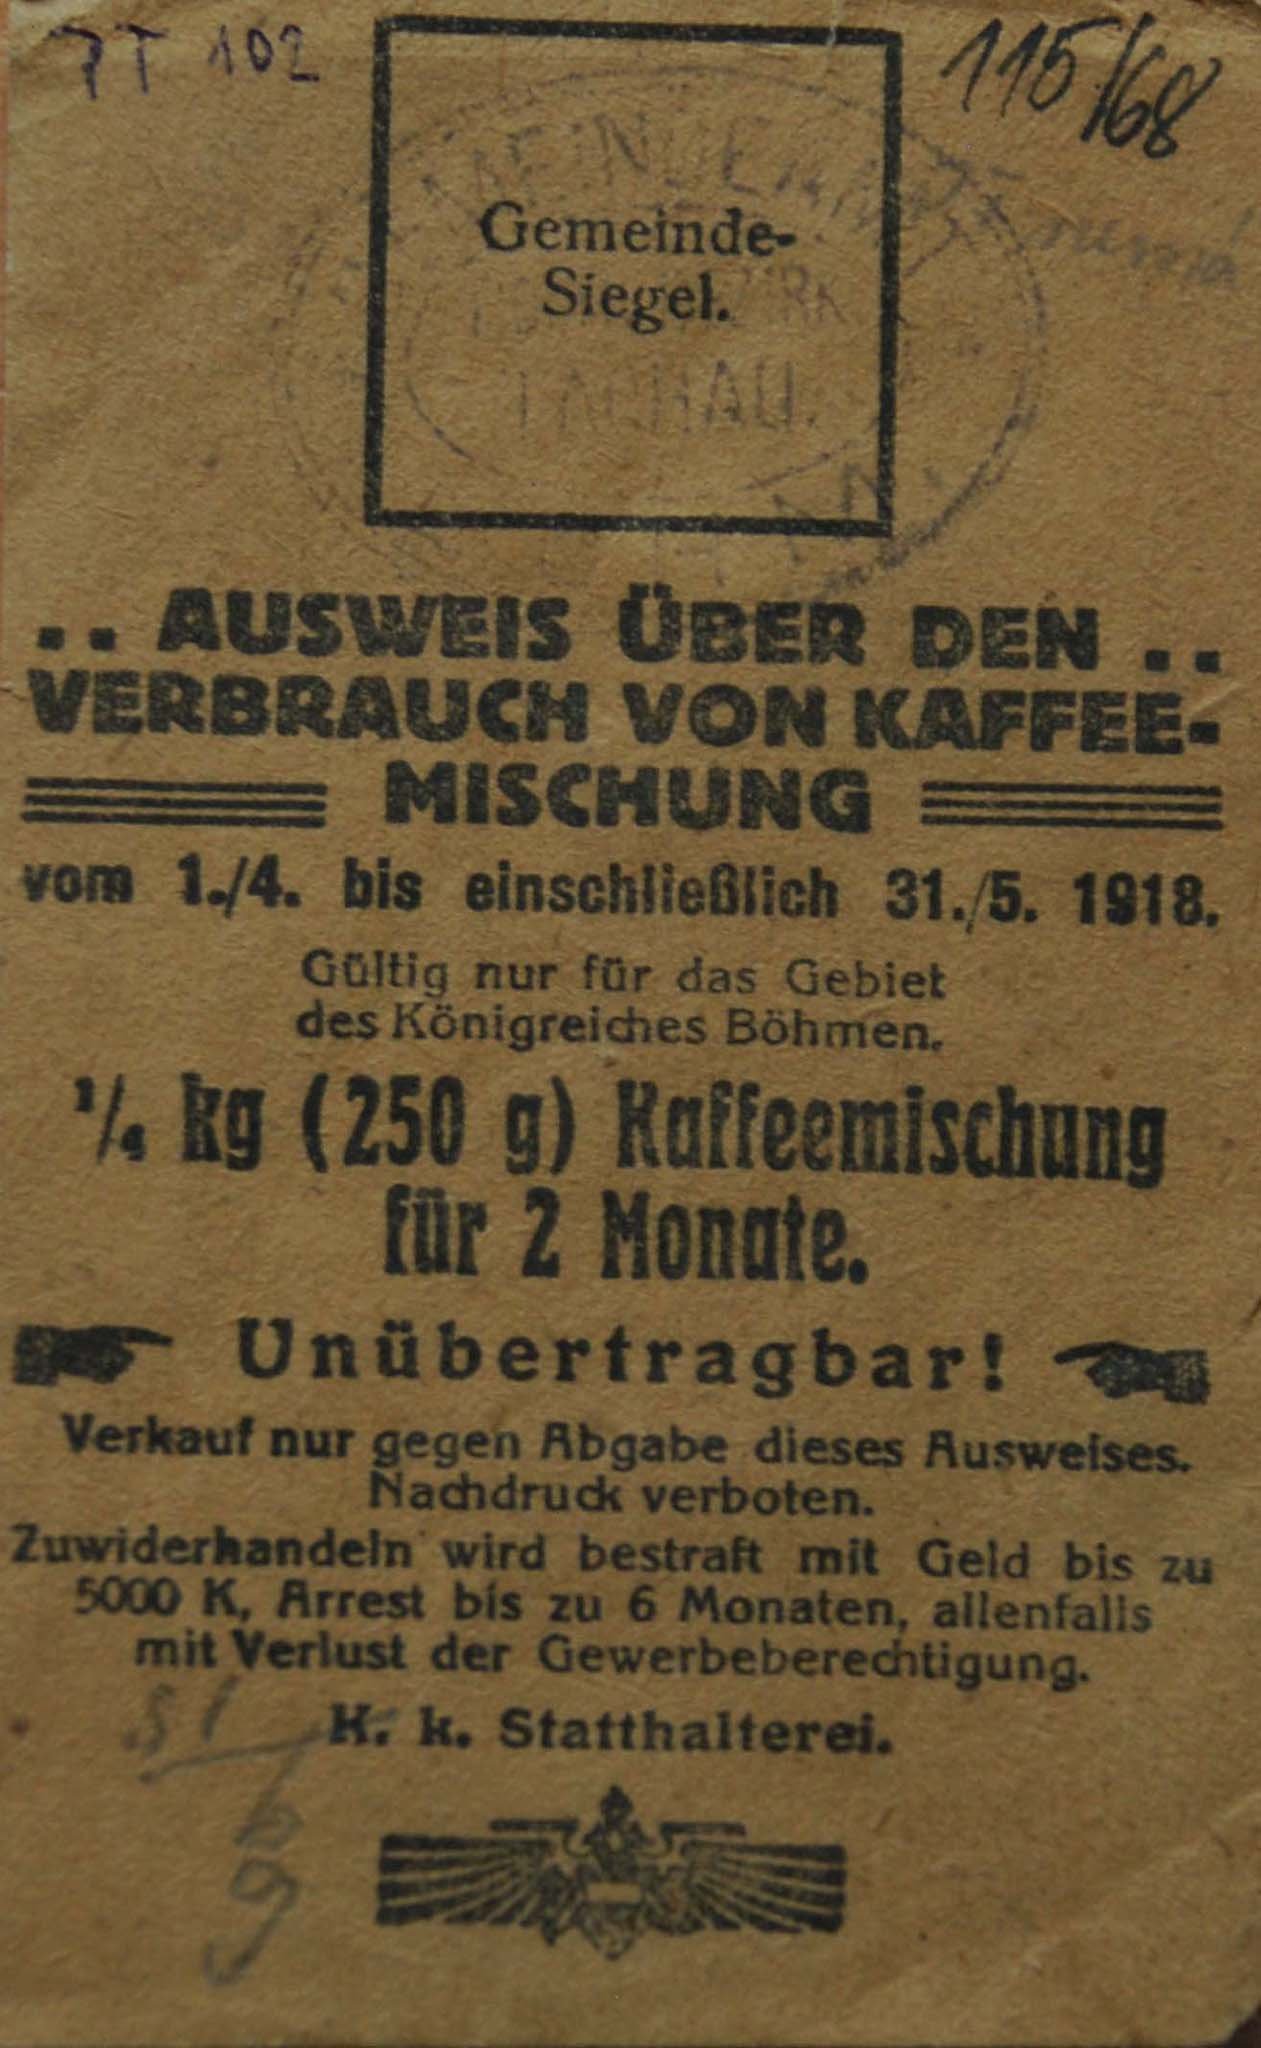 PT 102
115/68
Gemeinde-
Siegel.
AUSWEIS ÜBER DEN
VERBRAUCH VON KAFFEE-
MISCHUNG
vom 1./4. bis einschließlich 31./5. 1918.
Gültig nur für das Gebiet
des Königreiches Böhmen.
¼ kg (250 g) Kaffeemischung
für 2 Monate.
Unübertragbar!
Verkauf nur gegen Abgabe dieses Ausweises.
Nachdruck verboten.
Zuwiderhandeln wird bestraft mit Geld bis zu
5000 K, Arrest bis zu 6 Monaten, allenfalls
mit Verlust der Gewerbeberechtigung.
K. k. Statthalterei.